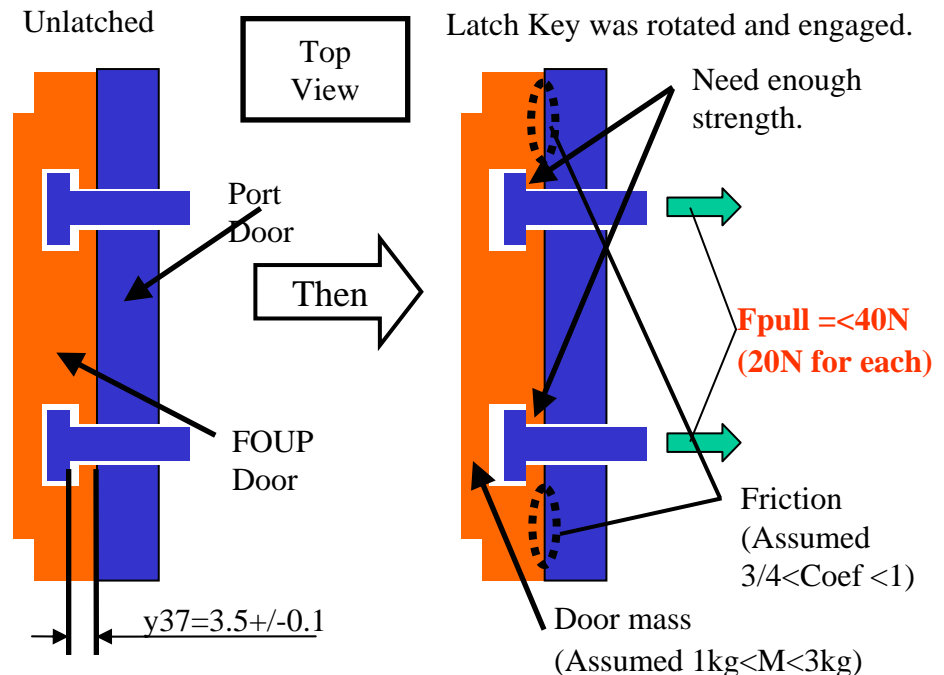 Unlatched
Top
View
Latch Key was rotated and engaged.
Need enough
strength.
Port
Door
Then
Fpull =<40N
(20N for each)
FOUP
Door
Friction
(Assumed
3/4<Coef <1)
y37=3.5+/-0.1
Door mass
(Assumed 1kg<M<3kg)